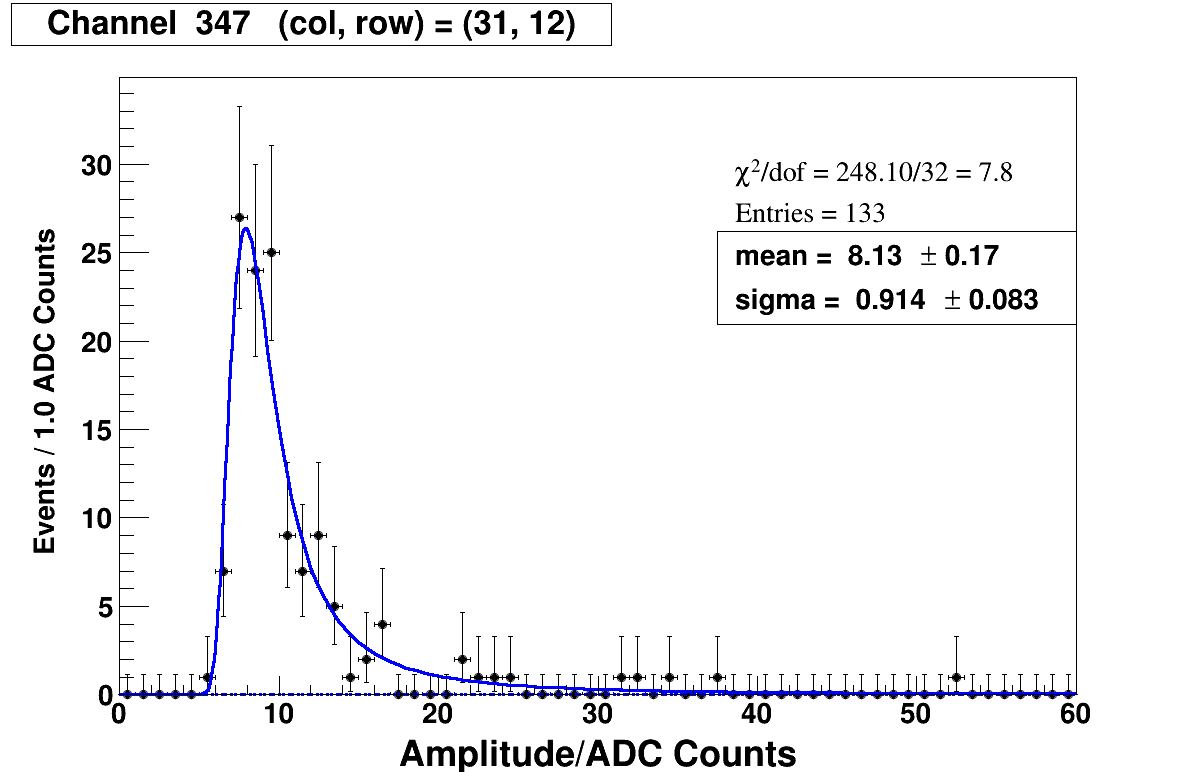 Channel 347 (col, row) = (31, 12)
χ²/dof = 248.10/32 = 7.8
Entries = 133
mean = 8.13 ± 0.17
sigma = 0.914 ± 0.083
Events / 1.0 ADC Counts
30
25
20
15
10
5
0
0 10 20 30 40 50 60
Amplitude/ADC Counts